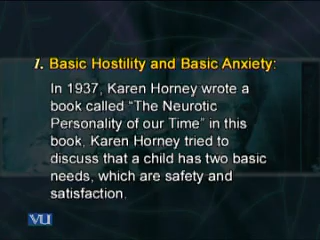 1. Basic Hostility and Basic Anxiety:
In 1937, Karen Horney wrote a
book called “The Neurotic
Personality of our Time” in this
book, Karen Horney tried to
discuss that a child has two basic
needs, which are safety and
satisfaction.
VU